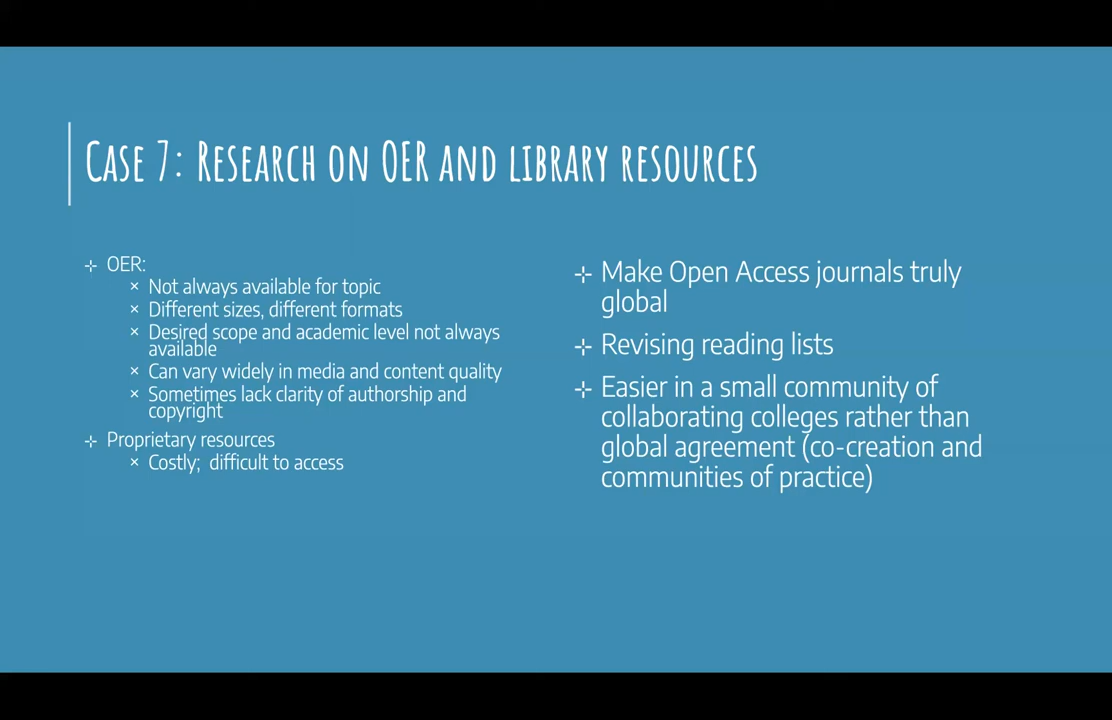 Case 7: Research on OER and library resources
OER:
Not always available for topic
Different sizes, different formats
Desired scope and academic level not always
available
Can vary widely in media and content quality
Sometimes lack clarity of authorship and
copyright
Proprietary resources
Costly;  difficult to access
Make Open Access journals truly
global
Revising reading lists
Easier in a small community of
collaborating colleges rather than
global agreement (co-creation and
communities of practice)